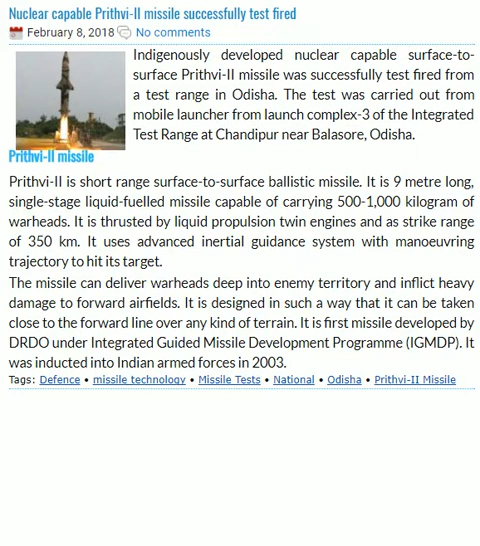 Nuclear capable Prithvi-II missile successfully test fired
February 8, 2018 No comments
Indigenously developed nuclear capable surface-to-
surface Prithvi-II missile was successfully test fired from
a test range in Odisha. The test was carried out from
mobile launcher from launch complex-3 of the Integrated
Test Range at Chandipur near Balasore, Odisha.
Prithvi-II missile
Prithvi-II is short range surface-to-surface ballistic missile. It is 9 metre long,
single-stage liquid-fuelled missile capable of carrying 500-1,000 kilogram of
warheads. It is thrusted by liquid propulsion twin engines and as strike range
of 350 km. It uses advanced inertial guidance system with manoeuvring
trajectory to hit its target.
The missile can deliver warheads deep into enemy territory and inflict heavy
damage to forward airfields. It is designed in such a way that it can be taken
close to the forward line over any kind of terrain. It is first missile developed by
DRDO under Integrated Guided Missile Development Programme (IGMDP). It
was inducted into Indian armed forces in 2003.
Tags: Defence • missile technology • Missile Tests • National • Odisha • Prithvi-II Missile